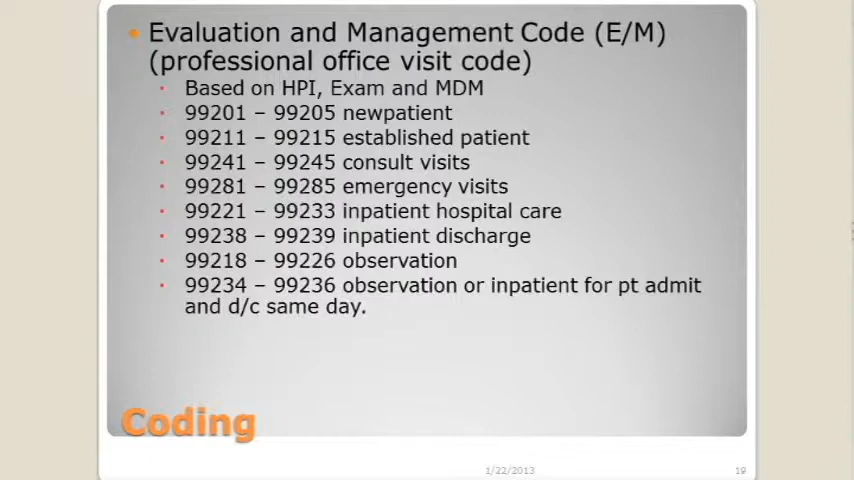 Evaluation and Management Code (E/M)
(professional office visit code)
Based on HPI, Exam and MDM
99201 – 99205 newpatient
99211 – 99215 established patient
99241 – 99245 consult visits
99281 – 99285 emergency visits
99221 – 99233 inpatient hospital care
99238 – 99239 inpatient discharge
99218 – 99226 observation
99234 – 99236 observation or inpatient for pt admit
and d/c same day.
Coding
1/22/2013
19